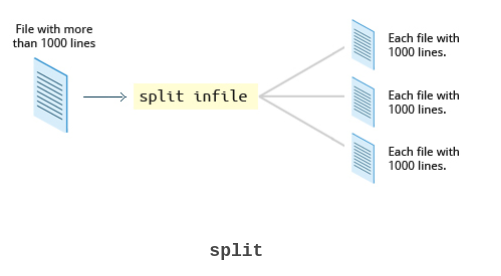 File with more
than 1000 lines
split infile
Each file with
1000 lines.
Each file with
1000 lines.
Each file with
1000 lines.
split